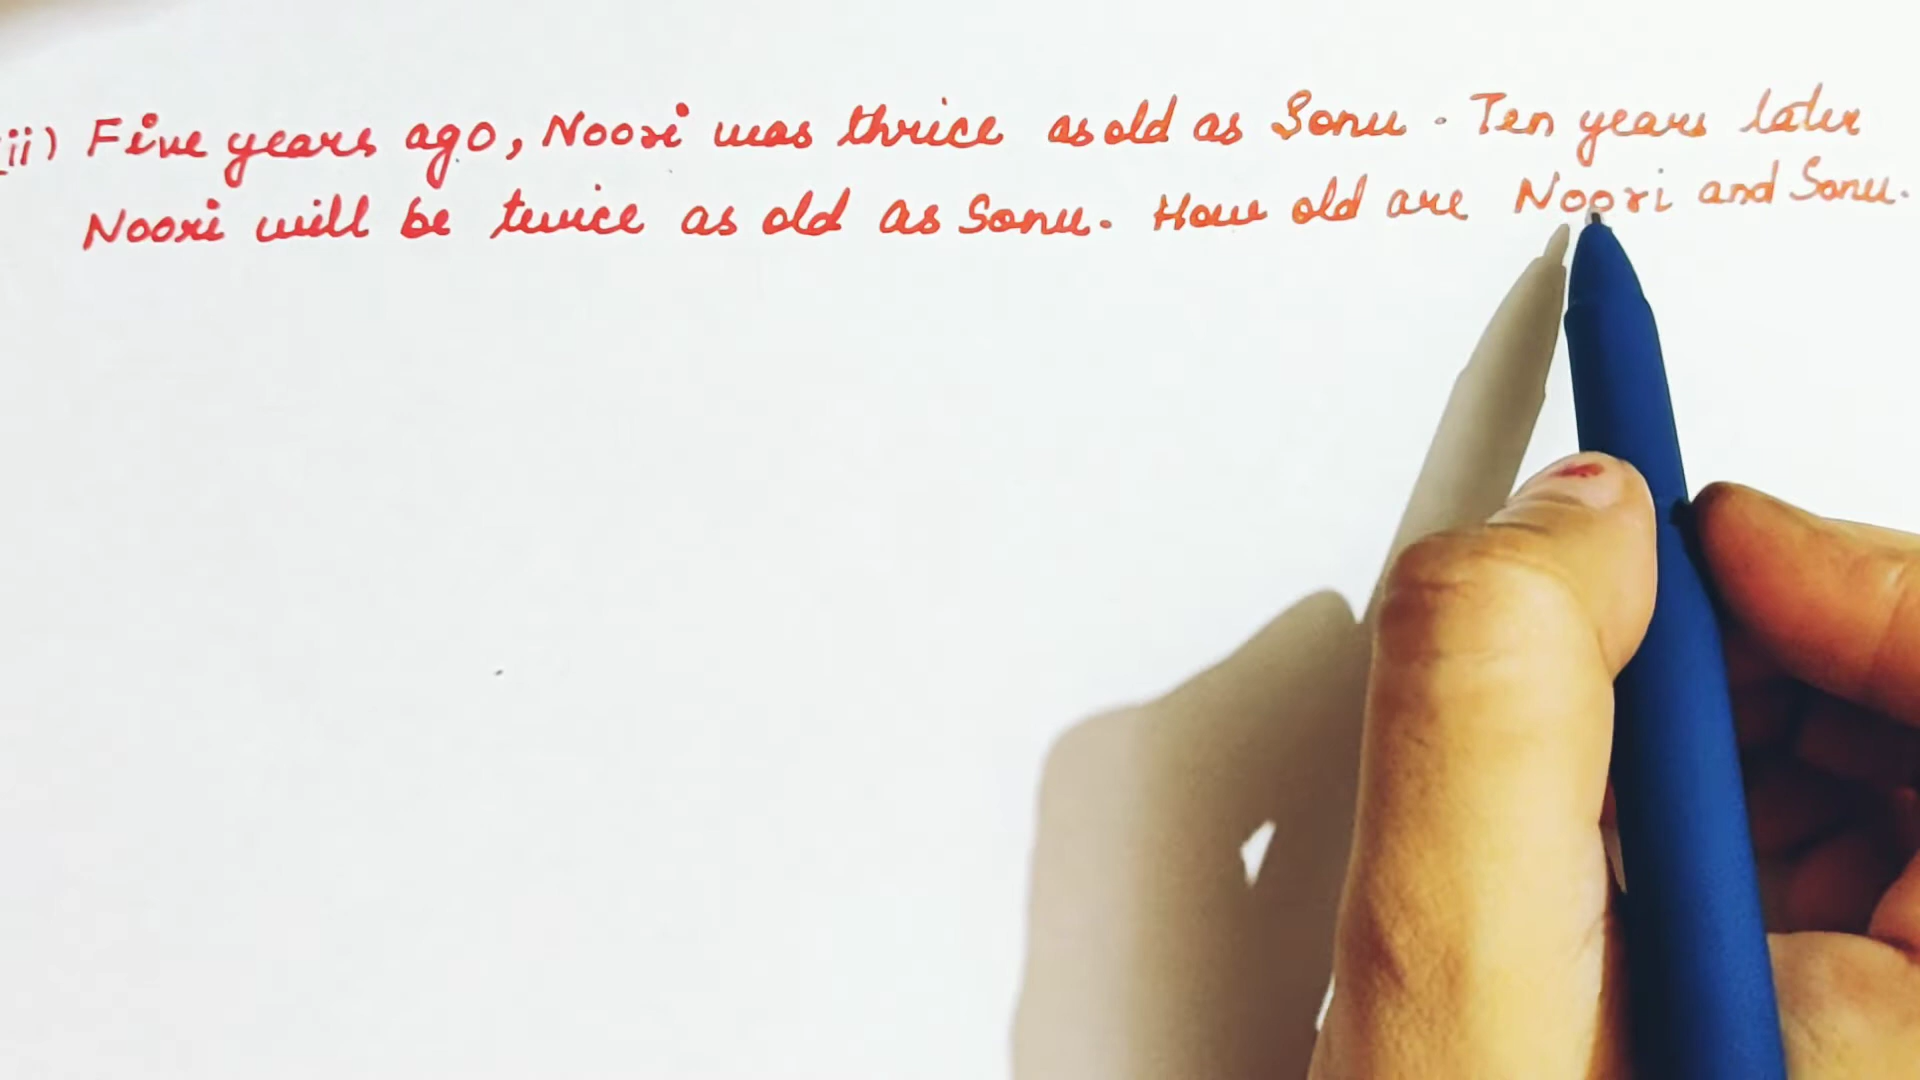 ii) Five years ago, Noori was thrice as old as Sonu. Ten years later
Noori will be twice as old as Sonu. How old are Noori and Sonu.